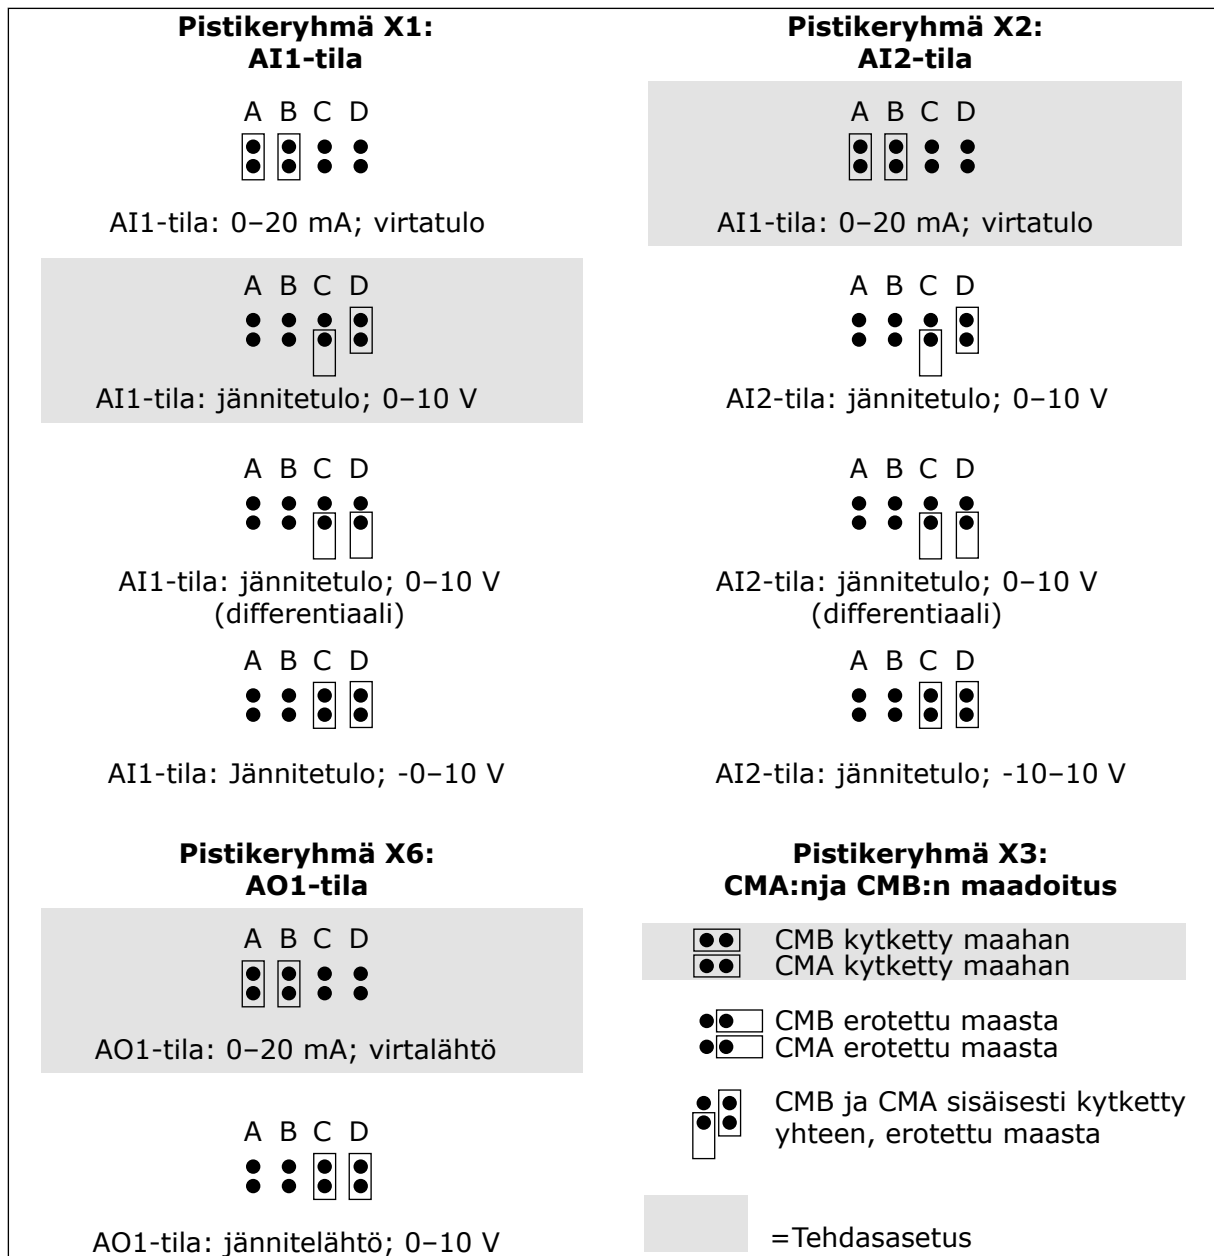 Pistikeryhmä X1:
AI1-tila
A B C D
AI1-tila: 0–20 mA; virtatulo
A B C D
AI1-tila: jännitetulo; 0–10 V
A B C D
AI1-tila: jännitetulo; 0–10 V
(differentiaali)
A B C D
AI1-tila: Jännitetulo; -0–10 V
Pistikeryhmä X2:
AI2-tila
A B C D
AI1-tila: 0–20 mA; virtatulo
A B C D
AI2-tila: jännitetulo; 0–10 V
A B C D
AI2-tila: jännitetulo; 0–10 V
(differentiaali)
A B C D
AI2-tila: jännitetulo; -10–10 V
Pistikeryhmä X6:
AO1-tila
A B C D
AO1-tila: 0–20 mA; virtalähtö
A B C D
AO1-tila: jännitelähtö; 0–10 V
Pistikeryhmä X3:
CMA:nja CMB:n maadoitus
CMB kytketty maahan
CMA kytketty maahan
CMB erotettu maasta
CMA erotettu maasta
CMB ja CMA sisäisesti kytketty
yhteen, erotettu maasta
=Tehdasasetus